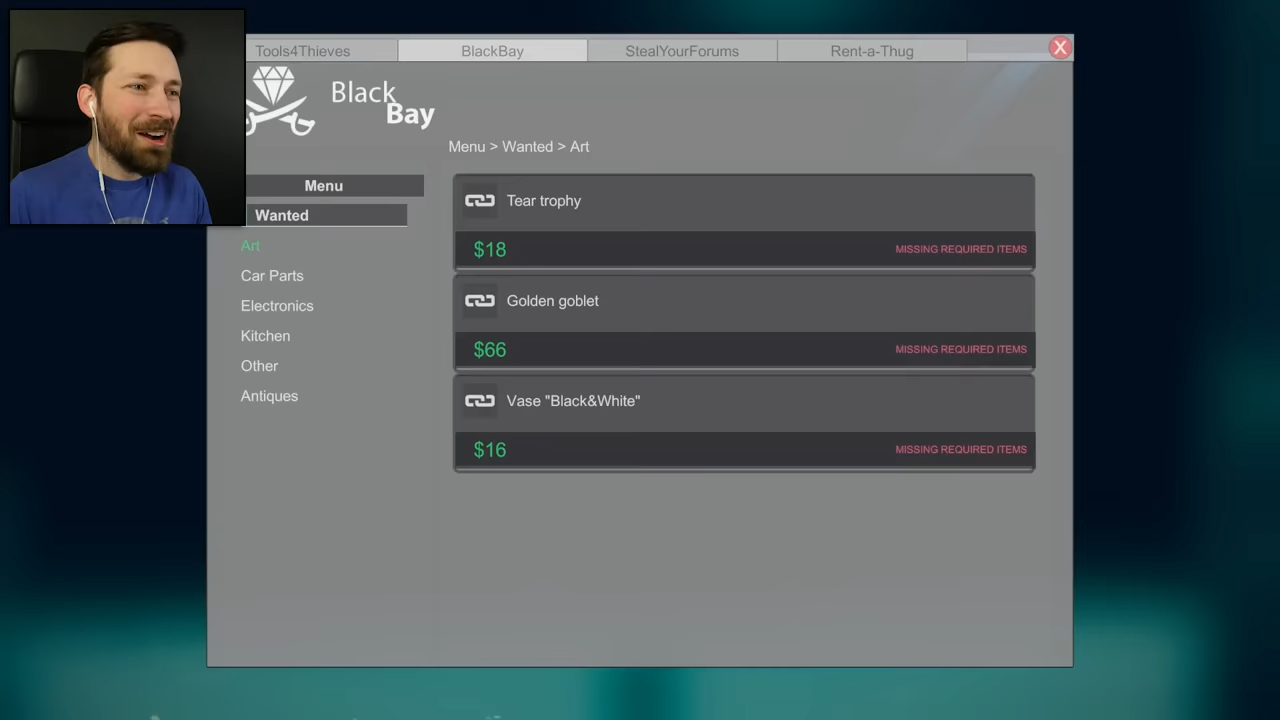 Tools4Thieves
BlackBay
StealYourForums
Rent-a-Thug
X
Black
Bay
Menu > Wanted > Art
Menu
Wanted
Art
Car Parts
Electronics
Kitchen
Other
Antiques
Tear trophy
$18
MISSING REQUIRED ITEMS
Golden goblet
$66
MISSING REQUIRED ITEMS
Vase "Black&White"
$16
MISSING REQUIRED ITEMS